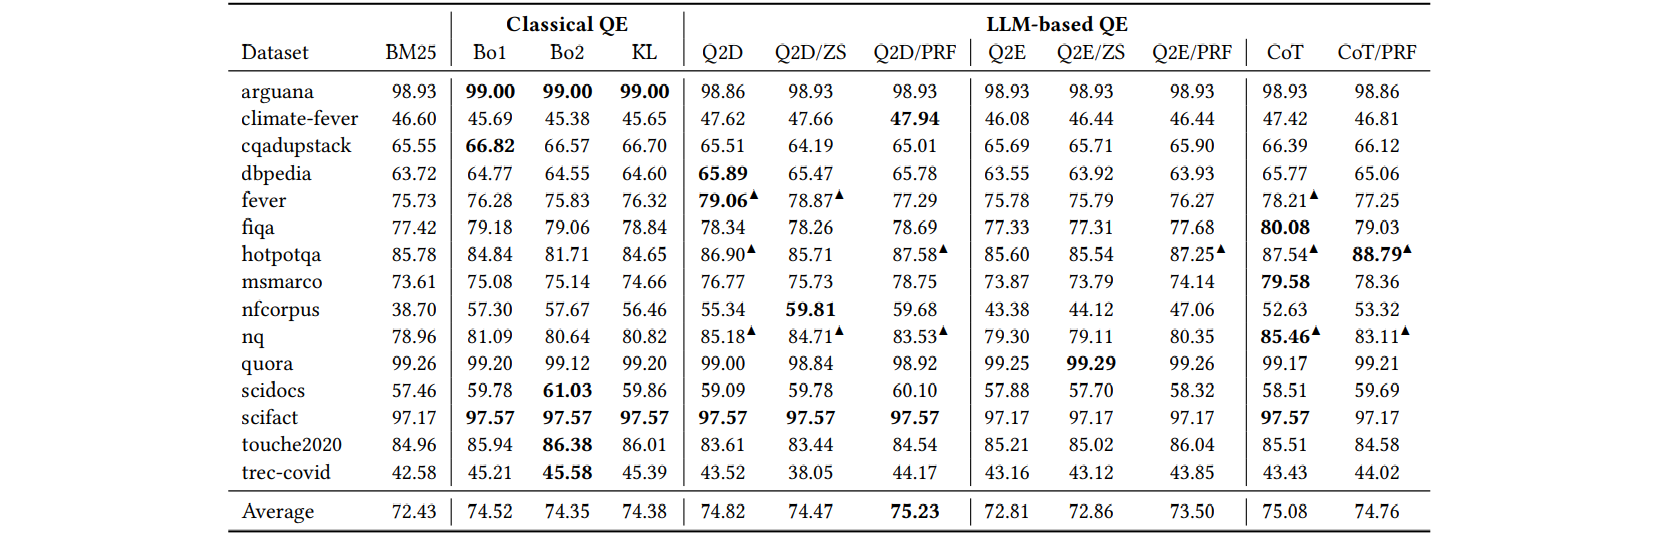 Classical QE LLM-based QE
Dataset BM25 Bo1 Bo2 KL Q2D Q2D/ZS Q2D/PRF Q2E Q2E/ZS Q2E/PRF CoT CoT/PRF
arguana 98.93 99.00 99.00 99.00 98.86 98.93 98.93 98.93 98.93 98.93 98.93 98.86
climate-fever 46.60 45.69 45.38 45.65 47.62 47.66 47.94 46.08 46.44 46.44 47.42 46.81
cqadupstack 65.55 66.82 66.57 66.70 65.51 64.19 65.01 65.69 65.71 65.90 66.39 66.12
dbpedia 63.72 64.77 64.55 64.60 65.89 65.47 65.78 63.55 63.92 63.93 65.77 65.06
fever 75.73 76.28 75.83 76.32 79.06▲ 78.87▲ 77.29 75.78 75.79 76.27 78.21▲ 77.25
fiqa 77.42 79.18 79.06 78.84 78.34 78.26 78.69 77.33 77.31 77.68 80.08 79.03
hotpotqa 85.78 84.84 81.71 84.65 86.90▲ 85.71 87.58▲ 85.60 85.54 87.25▲ 87.54▲ 88.79▲
msmarco 73.61 75.08 75.14 74.66 76.77 75.73 78.75 73.87 73.79 74.14 79.58 78.36
nfcorpus 38.70 57.30 57.67 56.46 55.34 59.81 59.68 43.38 44.12 47.06 52.63 53.32
nq 78.96 81.09 80.64 80.82 85.18▲ 84.71▲ 83.53▲ 79.30 79.11 80.35 85.46▲ 83.11▲
quora 99.26 99.20 99.12 99.20 99.00 98.84 98.92 99.25 99.29 99.26 99.17 99.21
scidocs 57.46 59.78 61.03 59.86 59.09 59.78 60.10 57.88 57.70 58.32 58.51 59.69
scifact 97.17 97.57 97.57 97.57 97.57 97.57 97.57 97.17 97.17 97.17 97.57 97.17
touche2020 84.96 85.94 86.38 86.01 83.61 83.44 84.54 85.21 85.02 86.04 85.51 84.58
trec-covid 42.58 45.21 45.58 45.39 43.52 38.05 44.17 43.16 43.12 43.85 43.43 44.02
Average 72.43 74.52 74.35 74.38 74.82 74.47 75.23 72.81 72.86 73.50 75.08 74.76